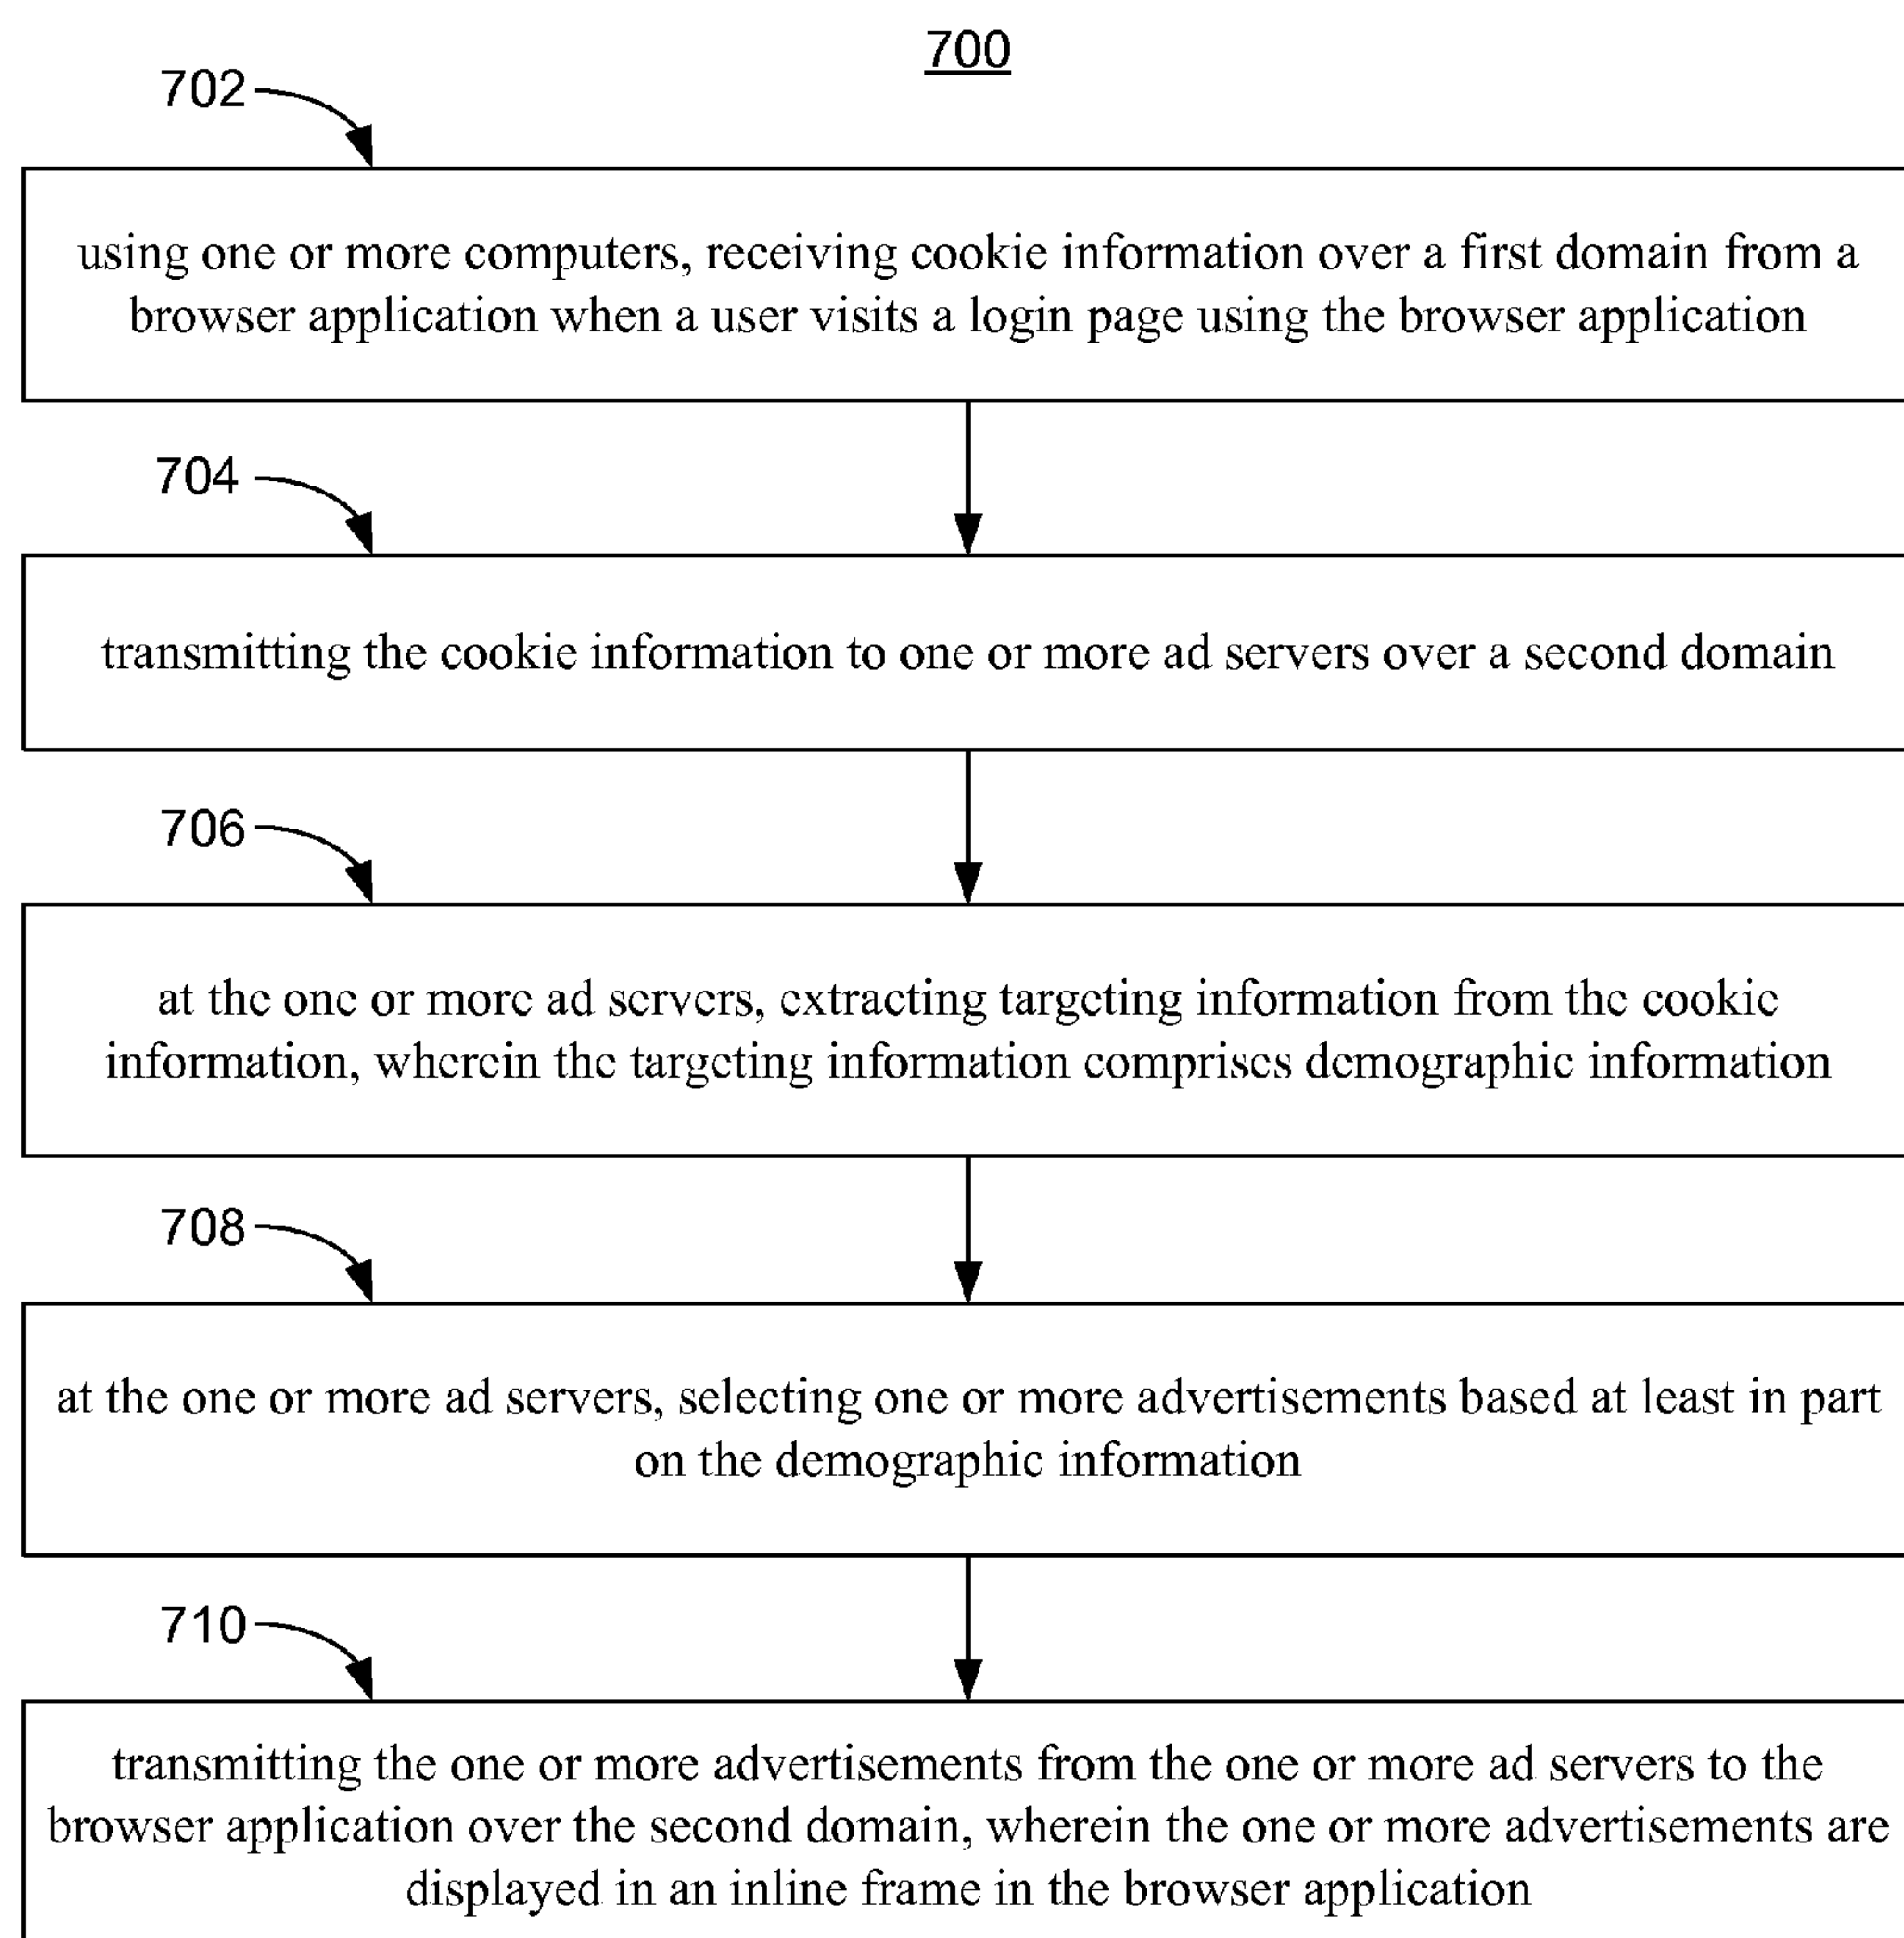 700
702
using one or more computers, receiving cookie information over a first domain from a
browser application when a user visits a login page using the browser application
704
transmitting the cookie information to one or more ad servers over a second domain
706
at the one or more ad servers, extracting targeting information from the cookie
information, wherein the targeting information comprises demographic information
708
at the one or more ad servers, selecting one or more advertisements based at least in part
on the demographic information
710
transmitting the one or more advertisements from the one or more ad servers to the
browser application over the second domain, wherein the one or more advertisements are
displayed in an inline frame in the browser application